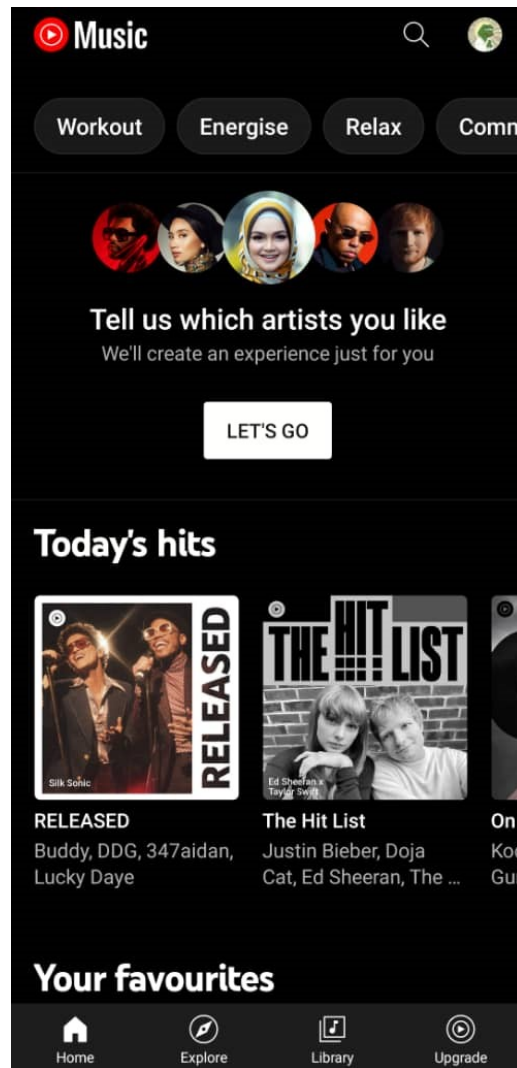 Music
Workout Energise Relax Comn
Tell us which artists you like
We'll create an experience just for you
LET'S GO
Today's hits
RELEASED
Silk Sonic
THE HIT LIST
Ed Sheeran x
Taylor Swift
RELEASED
Buddy, DDG, 347aidan,
Lucky Daye
The Hit List
Justin Bieber, Doja
Cat, Ed Sheeran, The ...
On
Your favourites
Home Explore Library Upgrade